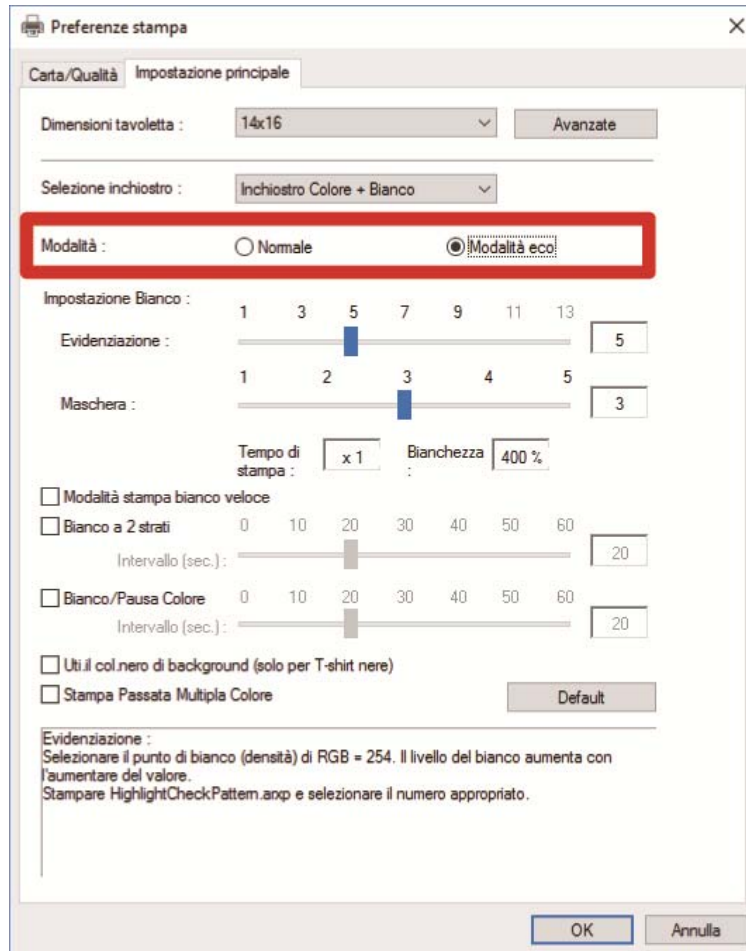 Preferenze stampa
Carta/Qualità Impostazione principale
Dimensioni tavoletta : 14x16 Avanzate
Selezione inchiostro : Inchiostro Colore + Bianco
Modalità : Normale Modalità eco
Impostazione Bianco :
1 3 5 7 9 11 13
Evidenziazione : 5
1 2 3 4 5
Maschera : 3
Tempo di stampa : x 1 Bianchezza : 400 %
Modalità stampa bianco veloce
Bianco a 2 strati 0 10 20 30 40 50 60
Intervallo (sec.) : 20
Bianco/Pausa Colore 0 10 20 30 40 50 60
Intervallo (sec.) : 20
Uti.il col.nero di background (solo per T-shirt nere)
Stampa Passata Multipla Colore Default
Evidenziazione :
Selezionare il punto di bianco (densità) di RGB = 254. Il livello del bianco aumenta con
l'aumentare del valore.
Stampare HighlightCheckPattern.arxp e selezionare il numero appropriato.
OK Annulla